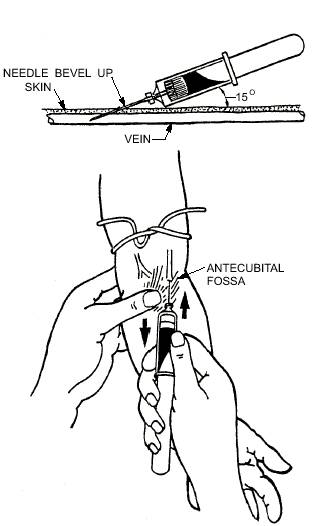 NEEDLE BEVEL UP
SKIN
15°
VEIN
ANTECUBITAL
FOSSA